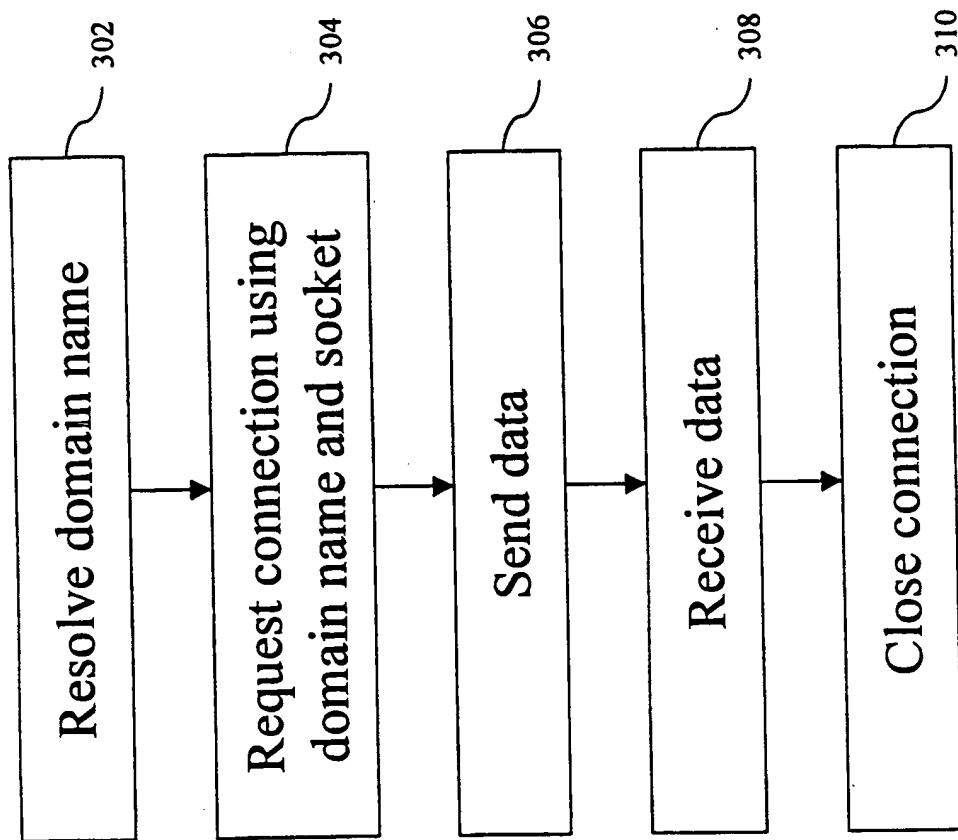 Resolve domain name
302
Request connection using
domain name and socket
304
Send data
306
Receive data
308
Close connection
310